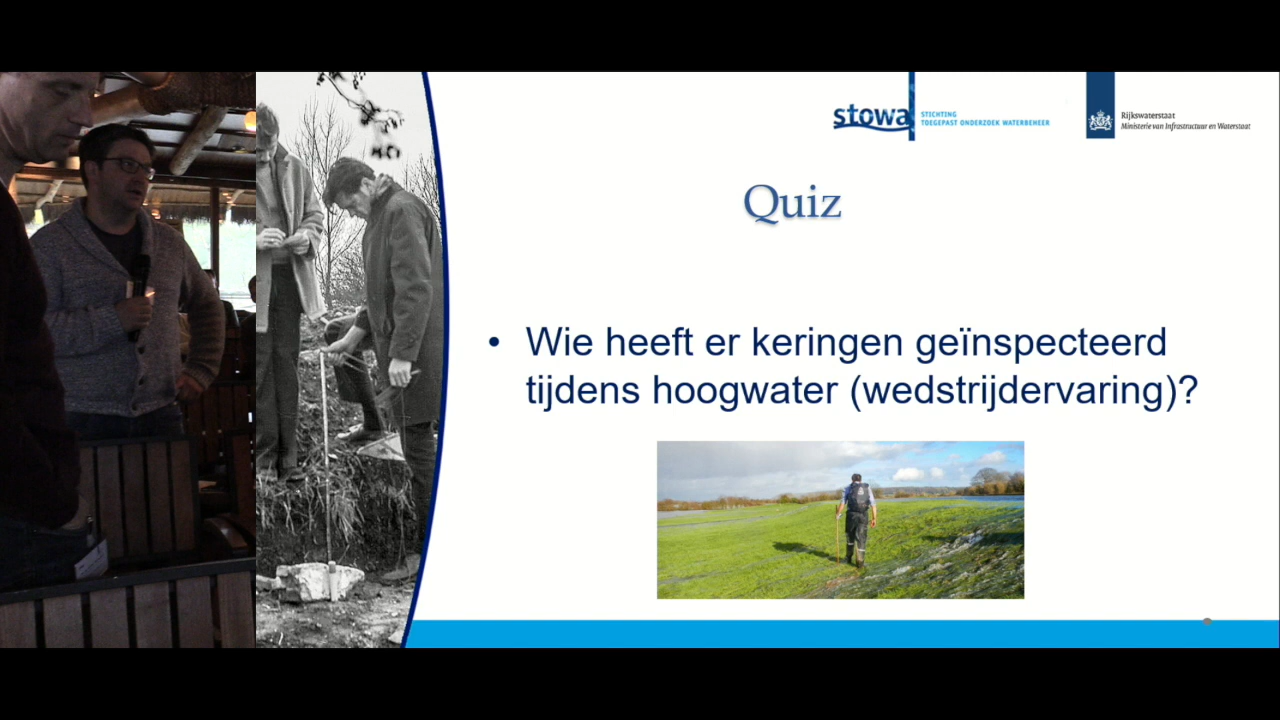 stowa
STICHTING
TOEGEPAST ONDERZOEK WATERBEHEER
Rijkswaterstaat
Ministerie van Infrastructuur en Waterstaat
Quiz
• Wie heeft er keringen geïnspecteerd
tijdens hoogwater (wedstrijdervaring)?